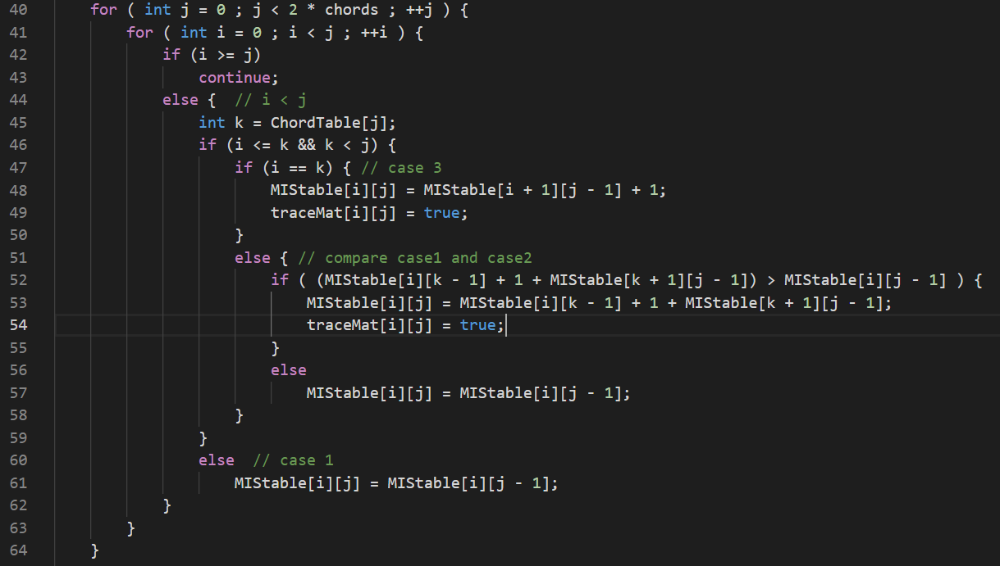 40 for ( int j = 0 ; j < 2 * chords ; ++j ) {
41 for ( int i = 0 ; i < j ; ++i ) {
42 if (i >= j)
43 continue;
44 else { // i < j
45 int k = ChordTable[j];
46 if (i <= k && k < j) {
47 if (i == k) { // case 3
48 MIStable[i][j] = MIStable[i + 1][j - 1] + 1;
49 traceMat[i][j] = true;
50 }
51 else { // compare case1 and case2
52 if ( (MIStable[i][k - 1] + 1 + MIStable[k + 1][j - 1]) > MIStable[i][j - 1] ) {
53 MIStable[i][j] = MIStable[i][k - 1] + 1 + MIStable[k + 1][j - 1];
54 traceMat[i][j] = true;
55 }
56 else
57 MIStable[i][j] = MIStable[i][j - 1];
58 }
59 }
60 else // case 1
61 MIStable[i][j] = MIStable[i][j - 1];
62 }
63 }
64 }